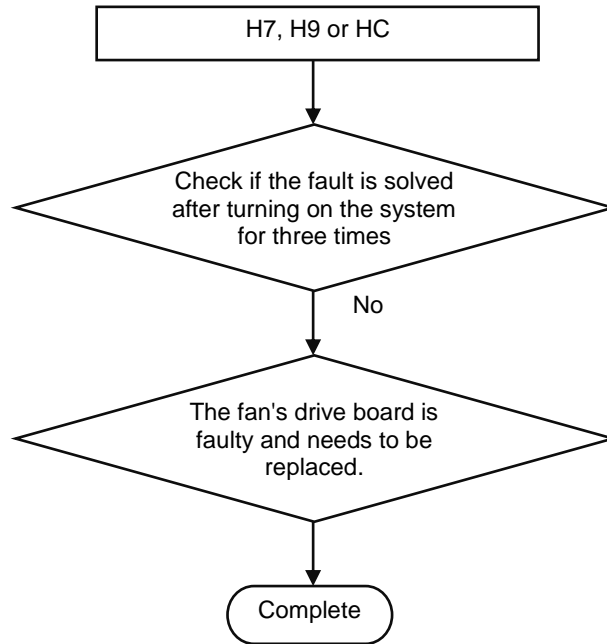 H7, H9 or HC
Check if the fault is solved
after turning on the system
for three times
No
The fan's drive board is
faulty and needs to be
replaced.
Complete